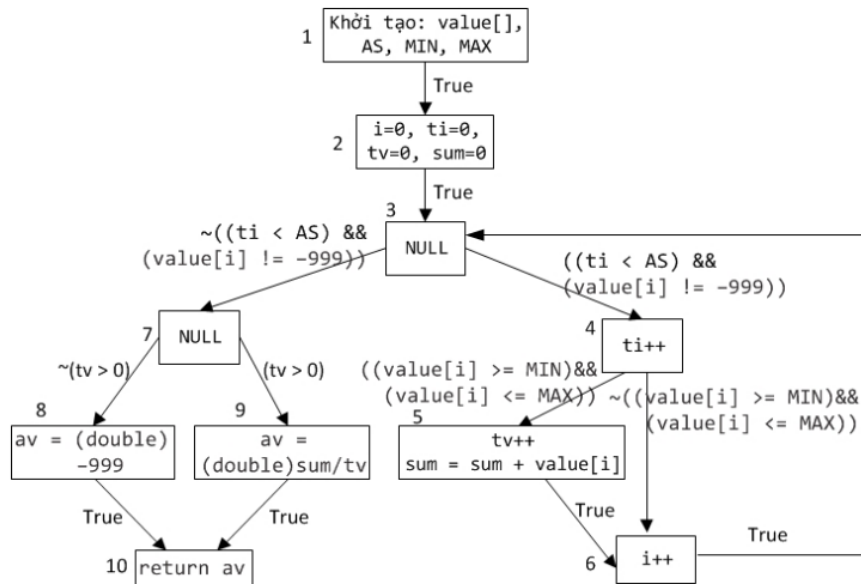 1
Khởi tạo: value[],
AS, MIN, MAX
True
2
i=0, ti=0,
tv=0, sum=0
True
3
NULL
~((ti < AS) &&
(value[i] != -999))
((ti < AS) &&
(value[i] != -999))
7
NULL
4
ti++
~(tv > 0)
(tv > 0)
((value[i] >= MIN)&&
(value[i] <= MAX))
~((value[i] >= MIN)&&
(value[i] <= MAX))
8
av = (double)
-999
9
av =
(double)sum/tv
5
tv++
sum = sum + value[i]
True
True
True
True
10
return av
6
i++